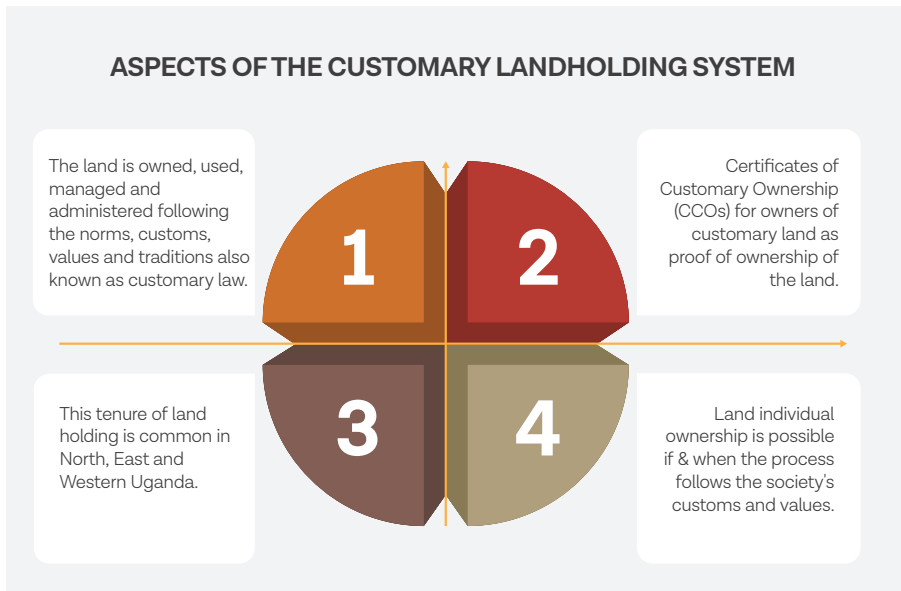 ASPECTS OF THE CUSTOMARY LANDHOLDING SYSTEM
The land is owned, used,
managed and
administered following
the norms, customs,
values and traditions also
known as customary law.
1
2
Certificates of
Customary Ownership
(CCOs) for owners of
customary land as
proof of ownership of
the land.
This tenure of land
holding is common in
North, East and
Western Uganda.
3
4
Land individual
ownership is possible
if & when the process
follows the society's
customs and values.